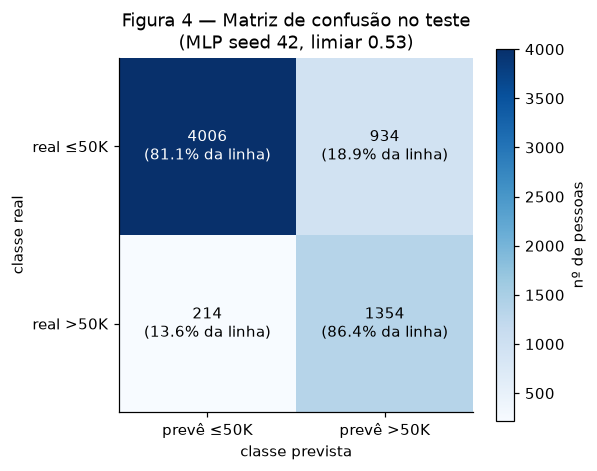 Figura 4 — Matriz de confusão no teste
(MLP seed 42, limiar 0.53)
real ≤50K
4006
(81.1% da linha)
934
(18.9% da linha)
real >50K
214
(13.6% da linha)
1354
(86.4% da linha)
prevê ≤50K
prevê >50K
classe prevista
classe real
4000
3500
3000
2500
2000
1500
1000
500
nº de pessoas